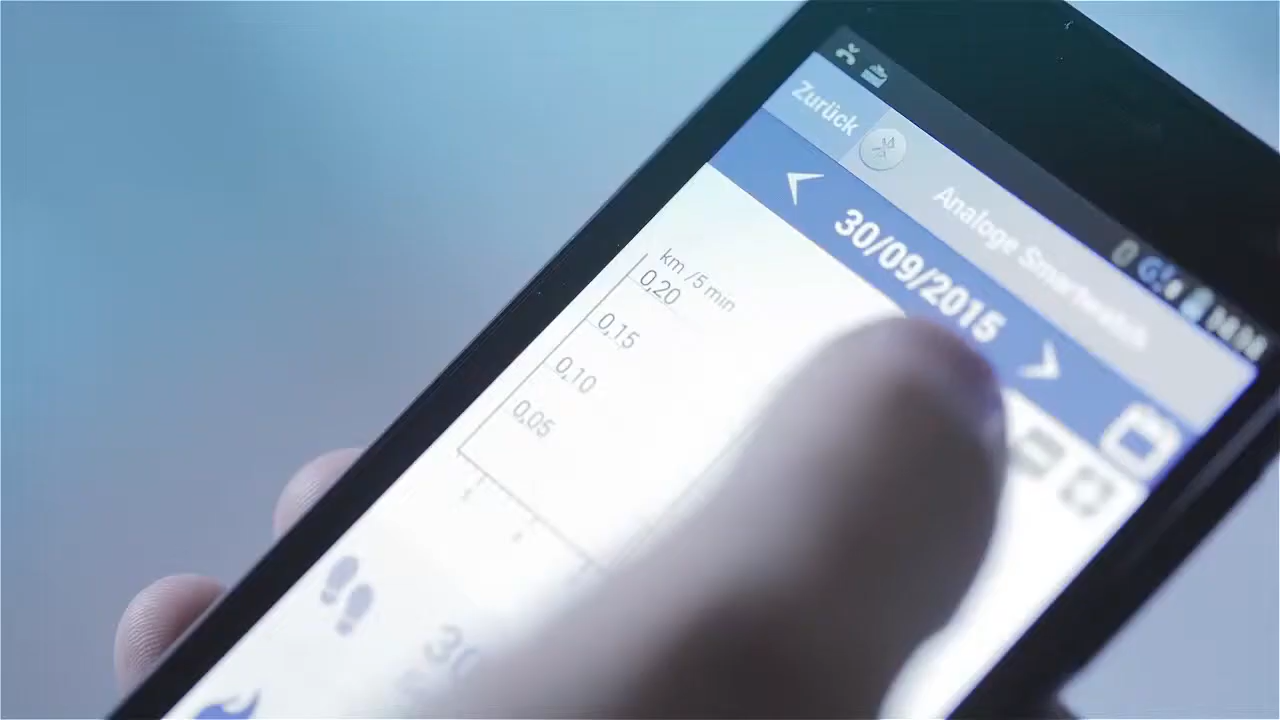 Zurück
Analoge Smartwatch
30/09/2015
km /5 min
0,20
0,15
0,10
0,05